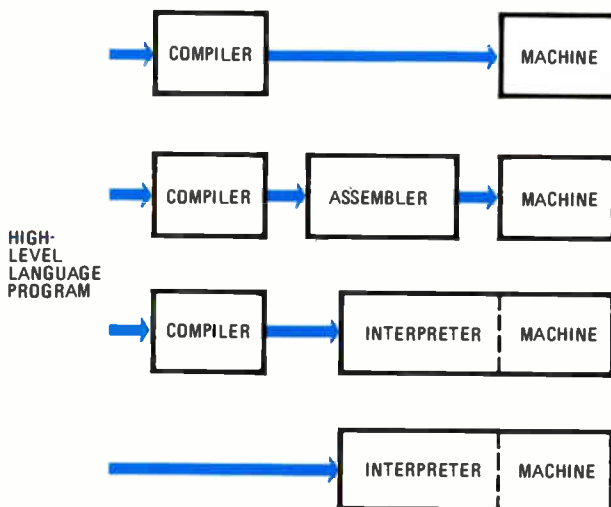 COMPILER
MACHINE
COMPILER
ASSEMBLER
MACHINE
HIGH-
LEVEL
LANGUAGE
PROGRAM
COMPILER
INTERPRETER
MACHINE
INTERPRETER
MACHINE